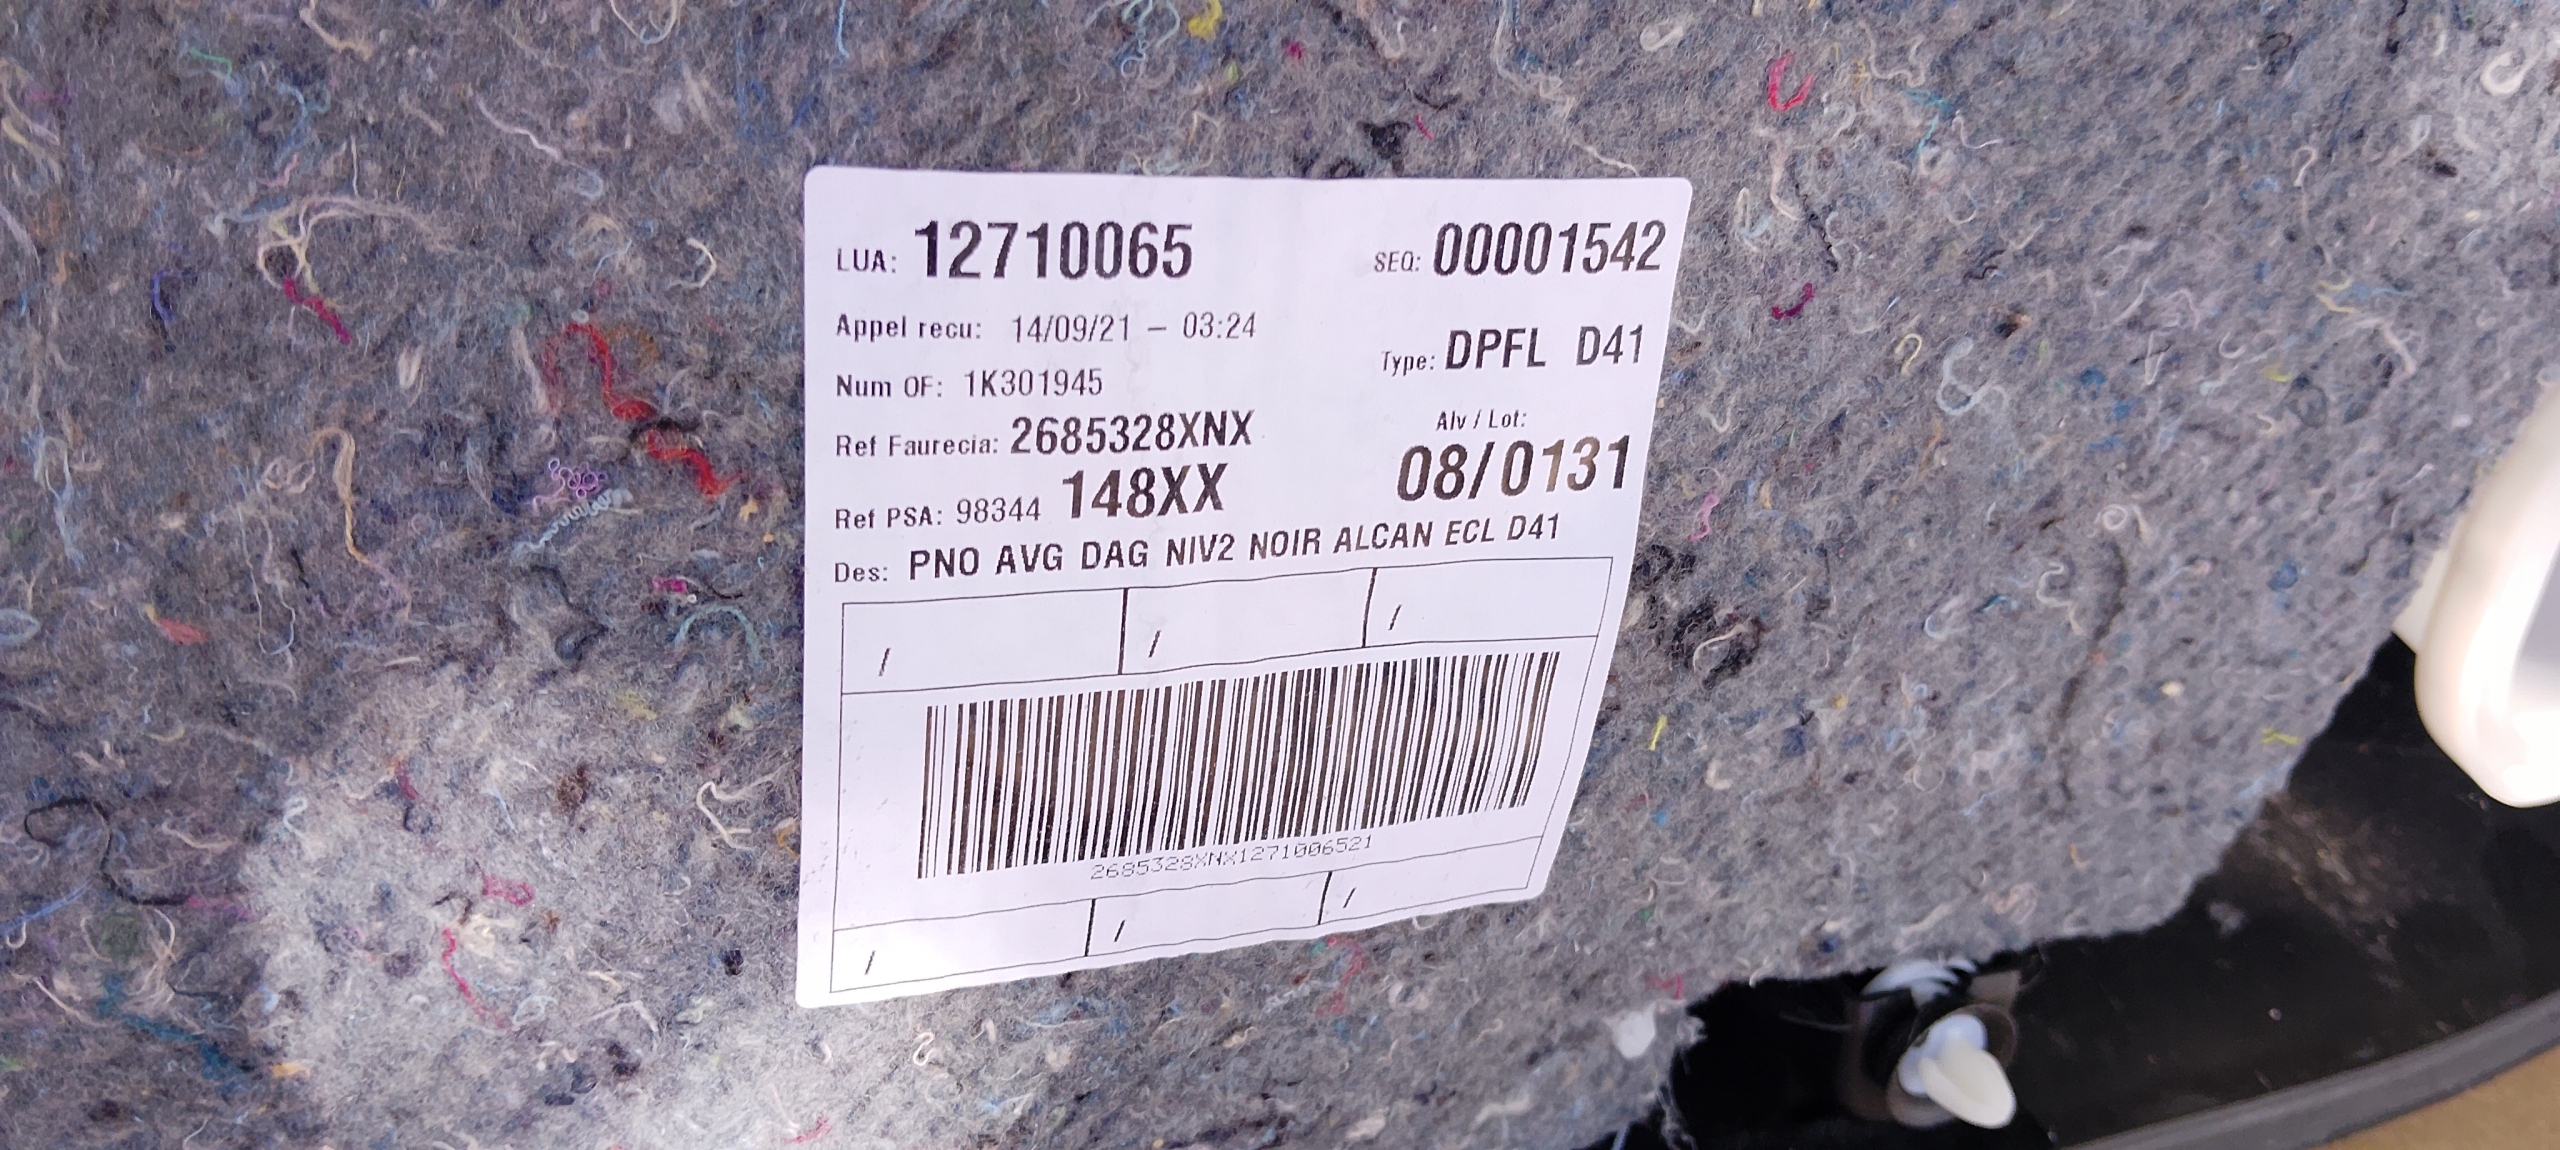 LUA: 12710065 SEQ: 00001542
Appel recu: 14/09/21 – 03:24
Type: DPFL D41
Num OF: 1K301945
Alv / Lot:
Ref Faurecia: 2685328XNX
08/0131
Ref PSA: 98344 148XX
Des: PNO AVG DAG NIV2 NOIR ALCAN ECL D41
/ / /
2685328XNX1271006521
/ / /